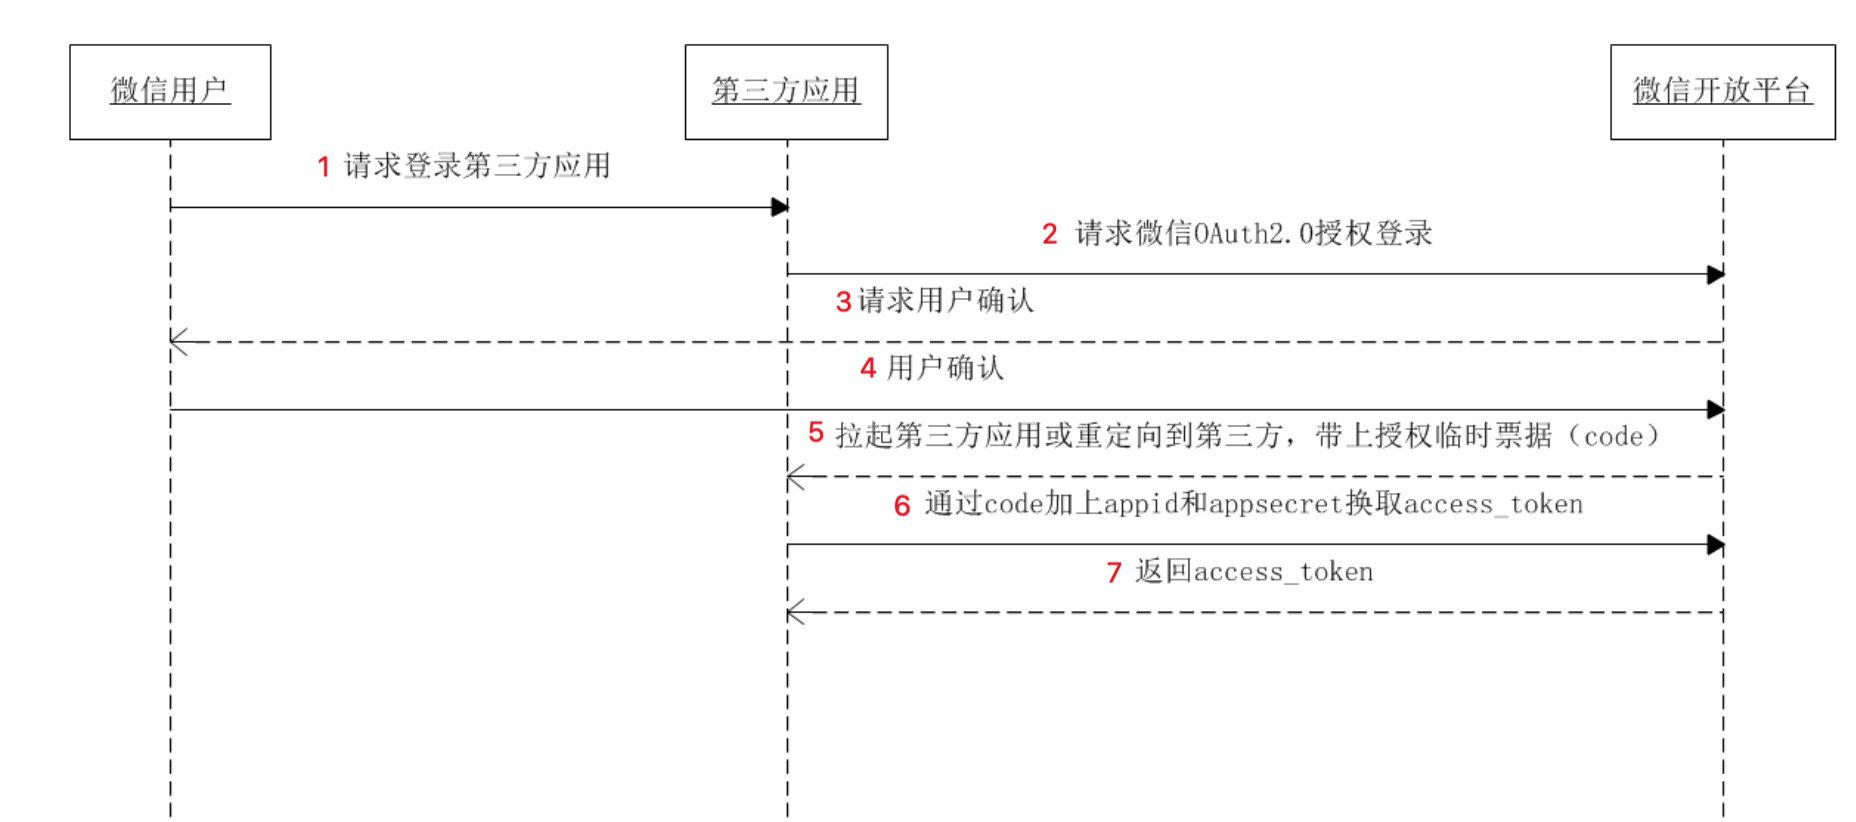 微信用户
第三方应用
微信开放平台
1 请求登录第三方应用
2 请求微信OAuth2.0授权登录
3请求用户确认
4 用户确认
5 拉起第三方应用或重定向到第三方，带上授权临时票据（code）
6 通过code加上appid和appsecret换取access_token
7 返回access_token